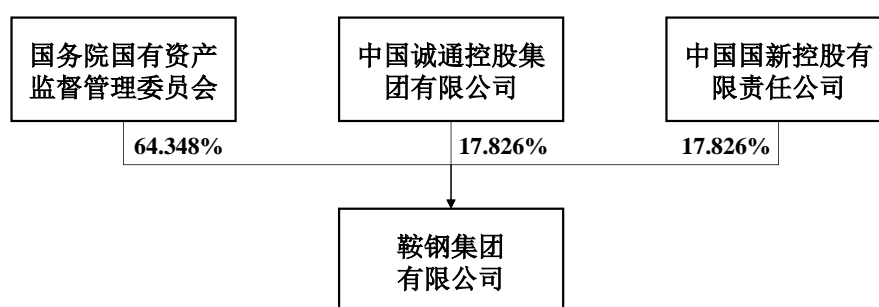 国务院国有资产
监督管理委员会
中国诚通控股集
团有限公司
中国国新控股有
限责任公司
64.348%
17.826%
17.826%
鞍钢集团
有限公司